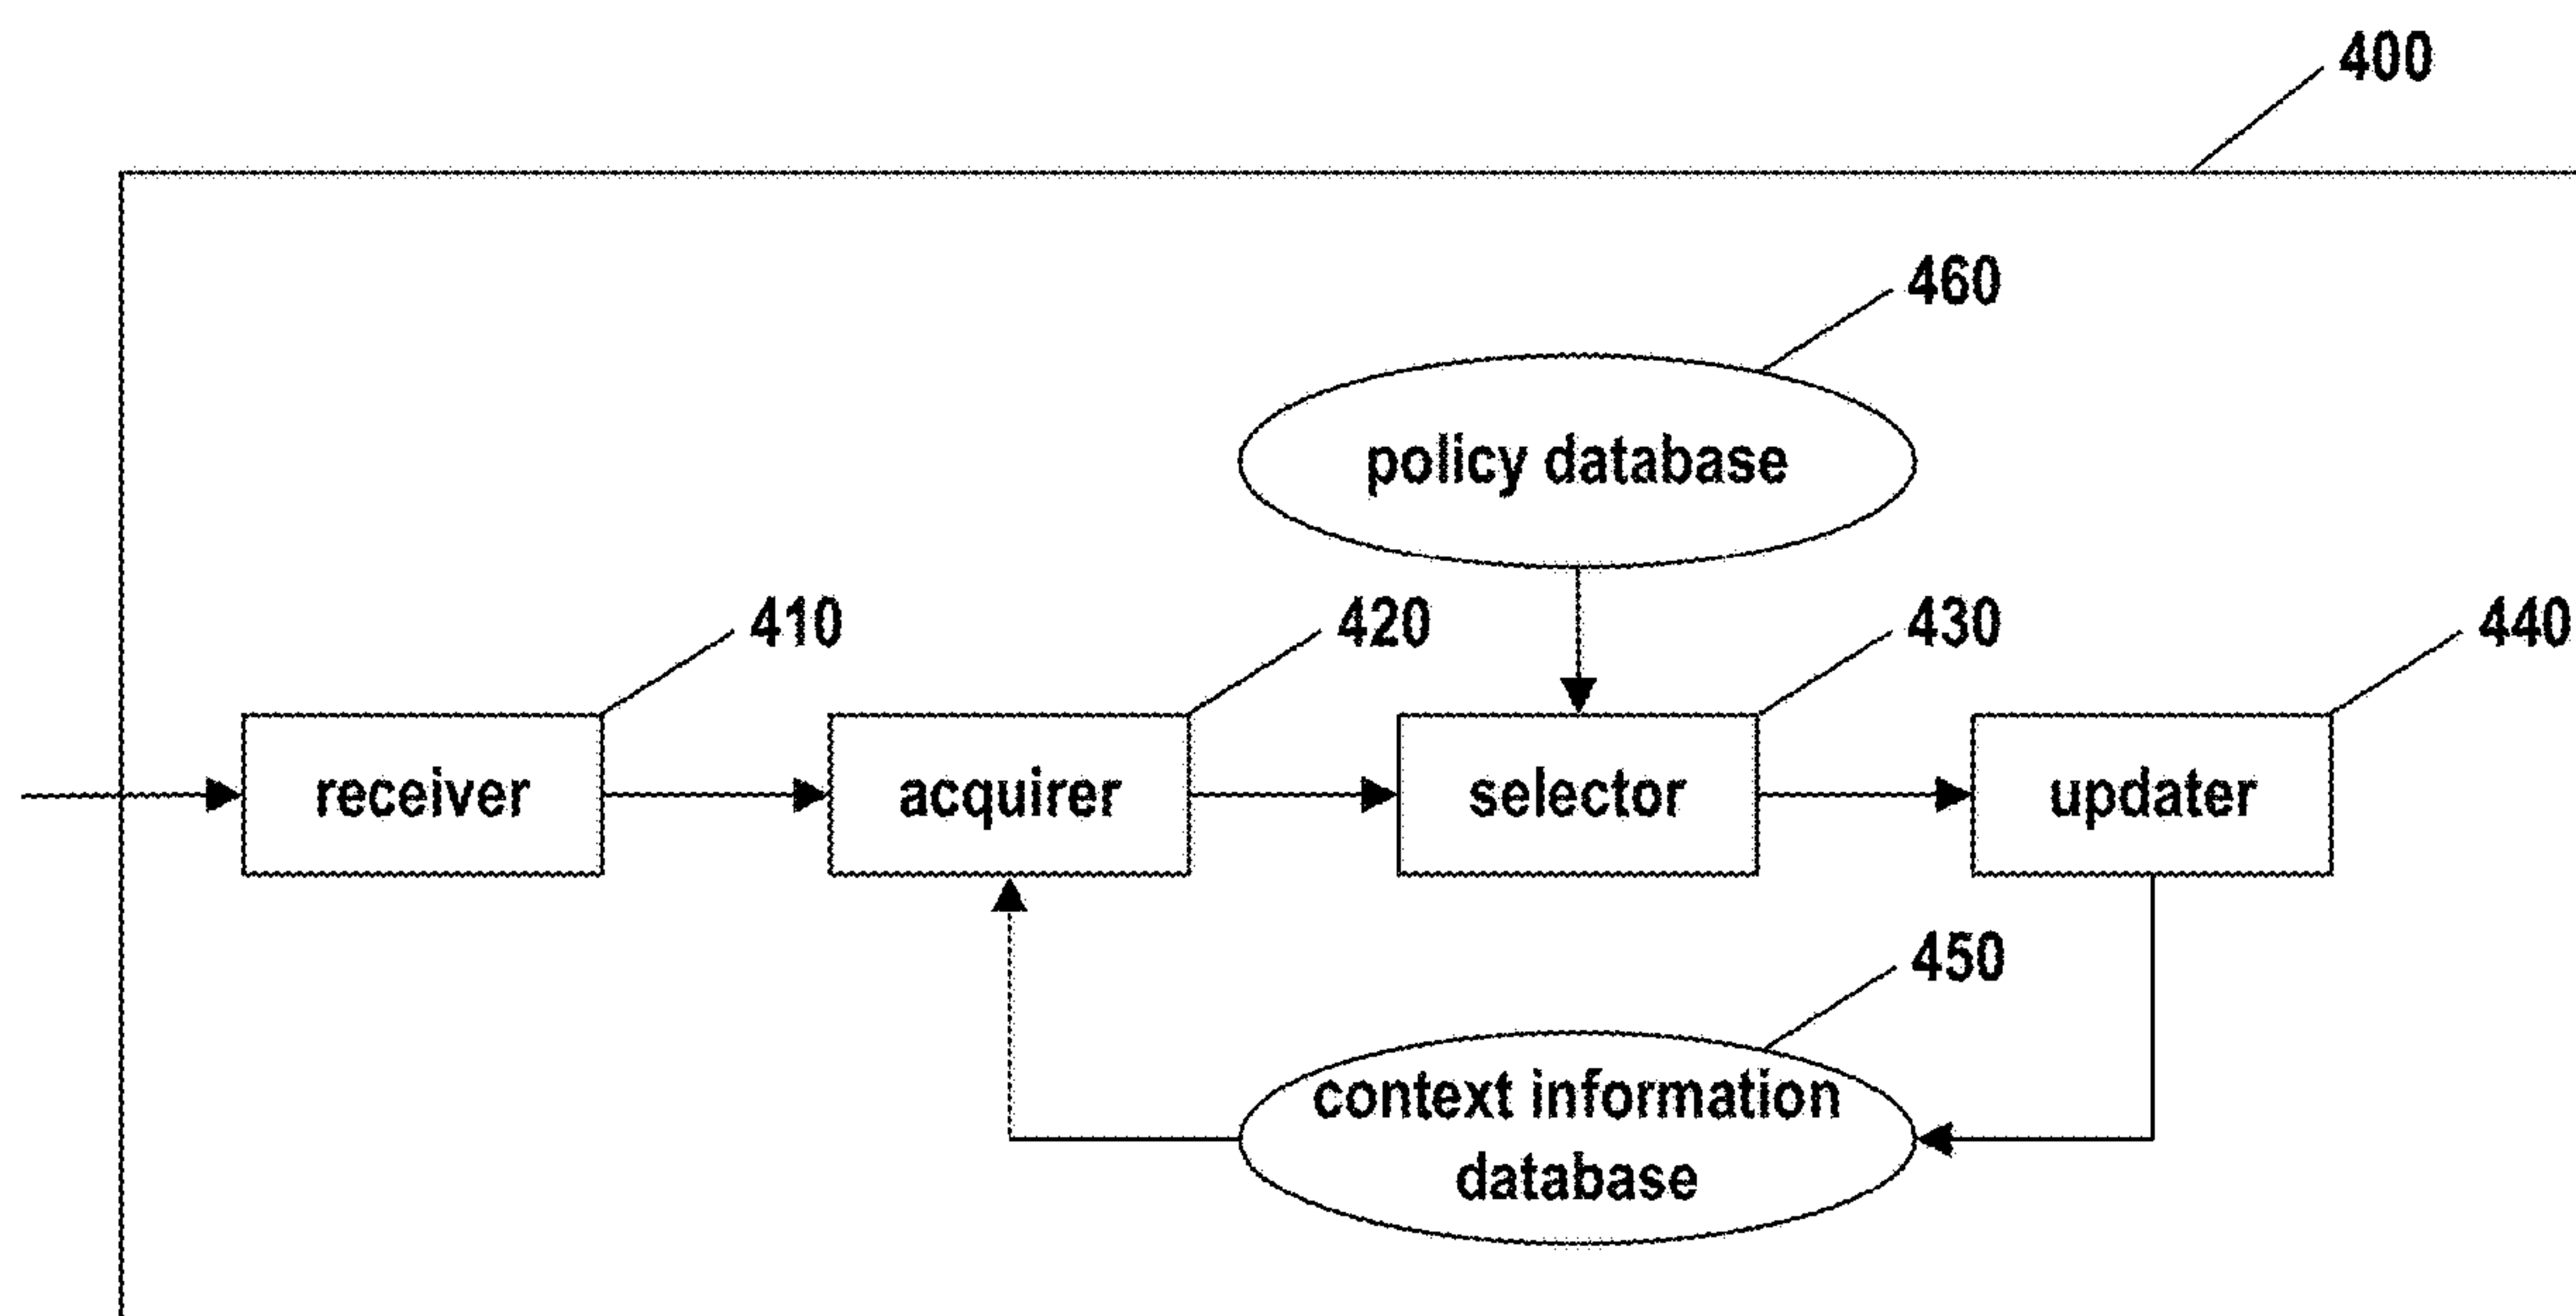 400
460
policy database
410
420
430
440
receiver
acquirer
selector
updater
450
context information
database